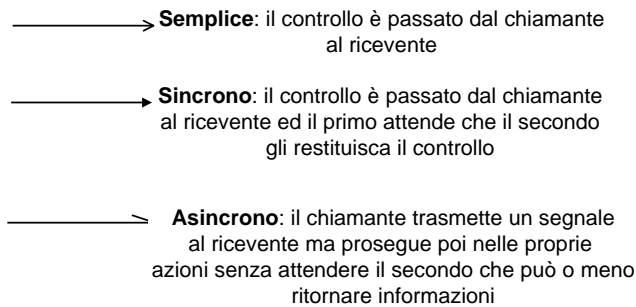 Semplice: il controllo è passato dal chiamante
al ricevente
Sincrono: il controllo è passato dal chiamante
al ricevente ed il primo attende che il secondo
gli restituisca il controllo
Asincrono: il chiamante trasmette un segnale
al ricevente ma prosegue poi nelle proprie
azioni senza attendere il secondo che può o meno
ritornare informazioni